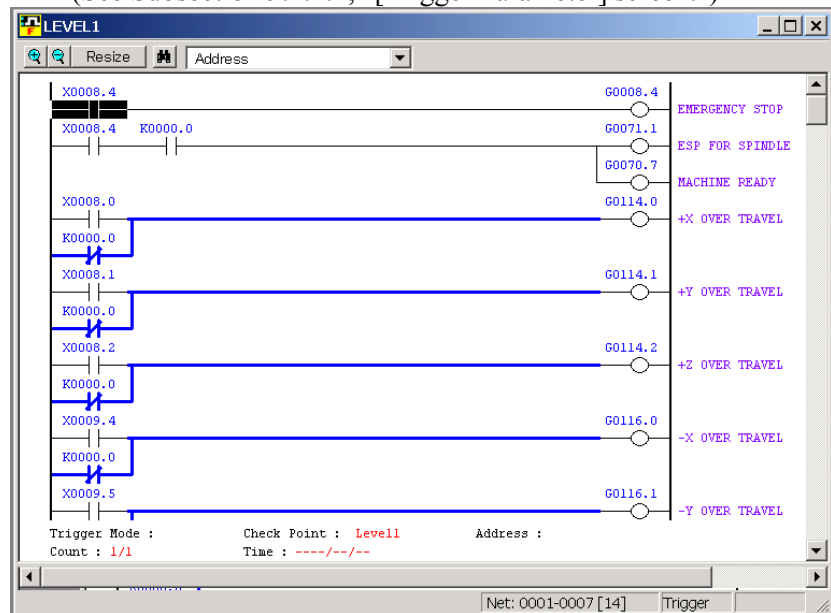 LEVEL1
Resize Address
X0008.4 G0008.4
EMERGENCY STOP
X0008.4 K0000.0 G0071.1
ESP FOR SPINDLE
G0070.7
MACHINE READY
X0008.0 G0114.0
+X OVER TRAVEL
K0000.0
X0008.1 G0114.1
+Y OVER TRAVEL
K0000.0
X0008.2 G0114.2
+Z OVER TRAVEL
K0000.0
X0009.4 G0116.0
-X OVER TRAVEL
K0000.0
X0009.5 G0116.1
-Y OVER TRAVEL
Trigger Mode : Check Point : Level1 Address :
Count : 1/1 Time : ----/--/--
Net: 0001-0007 [14] Trigger